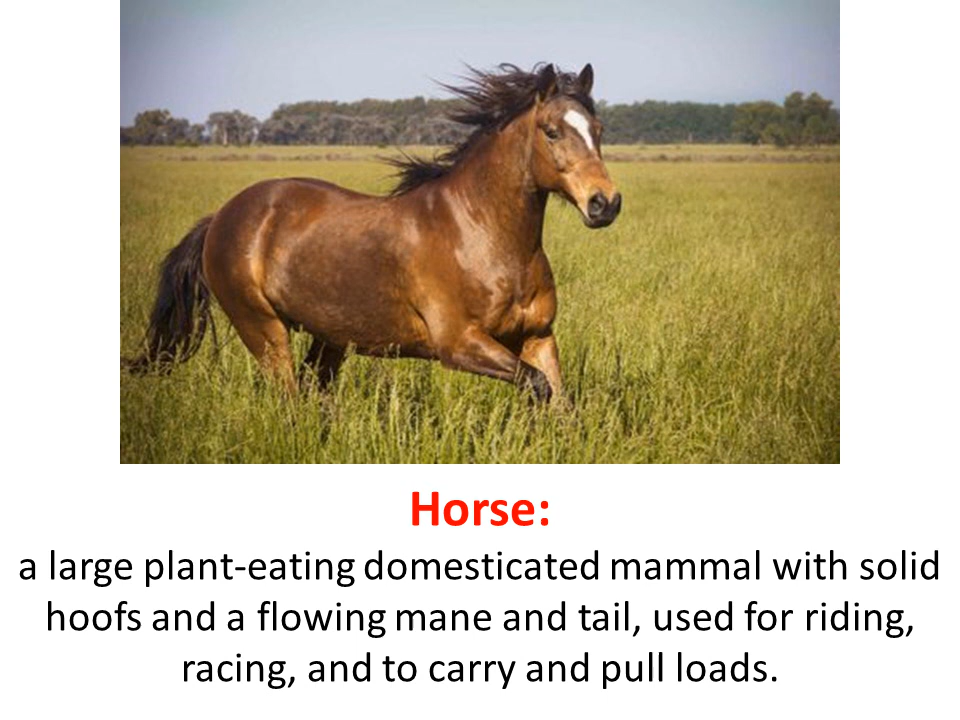 Horse:
a large plant-eating domesticated mammal with solid
hoofs and a flowing mane and tail, used for riding,
racing, and to carry and pull loads.